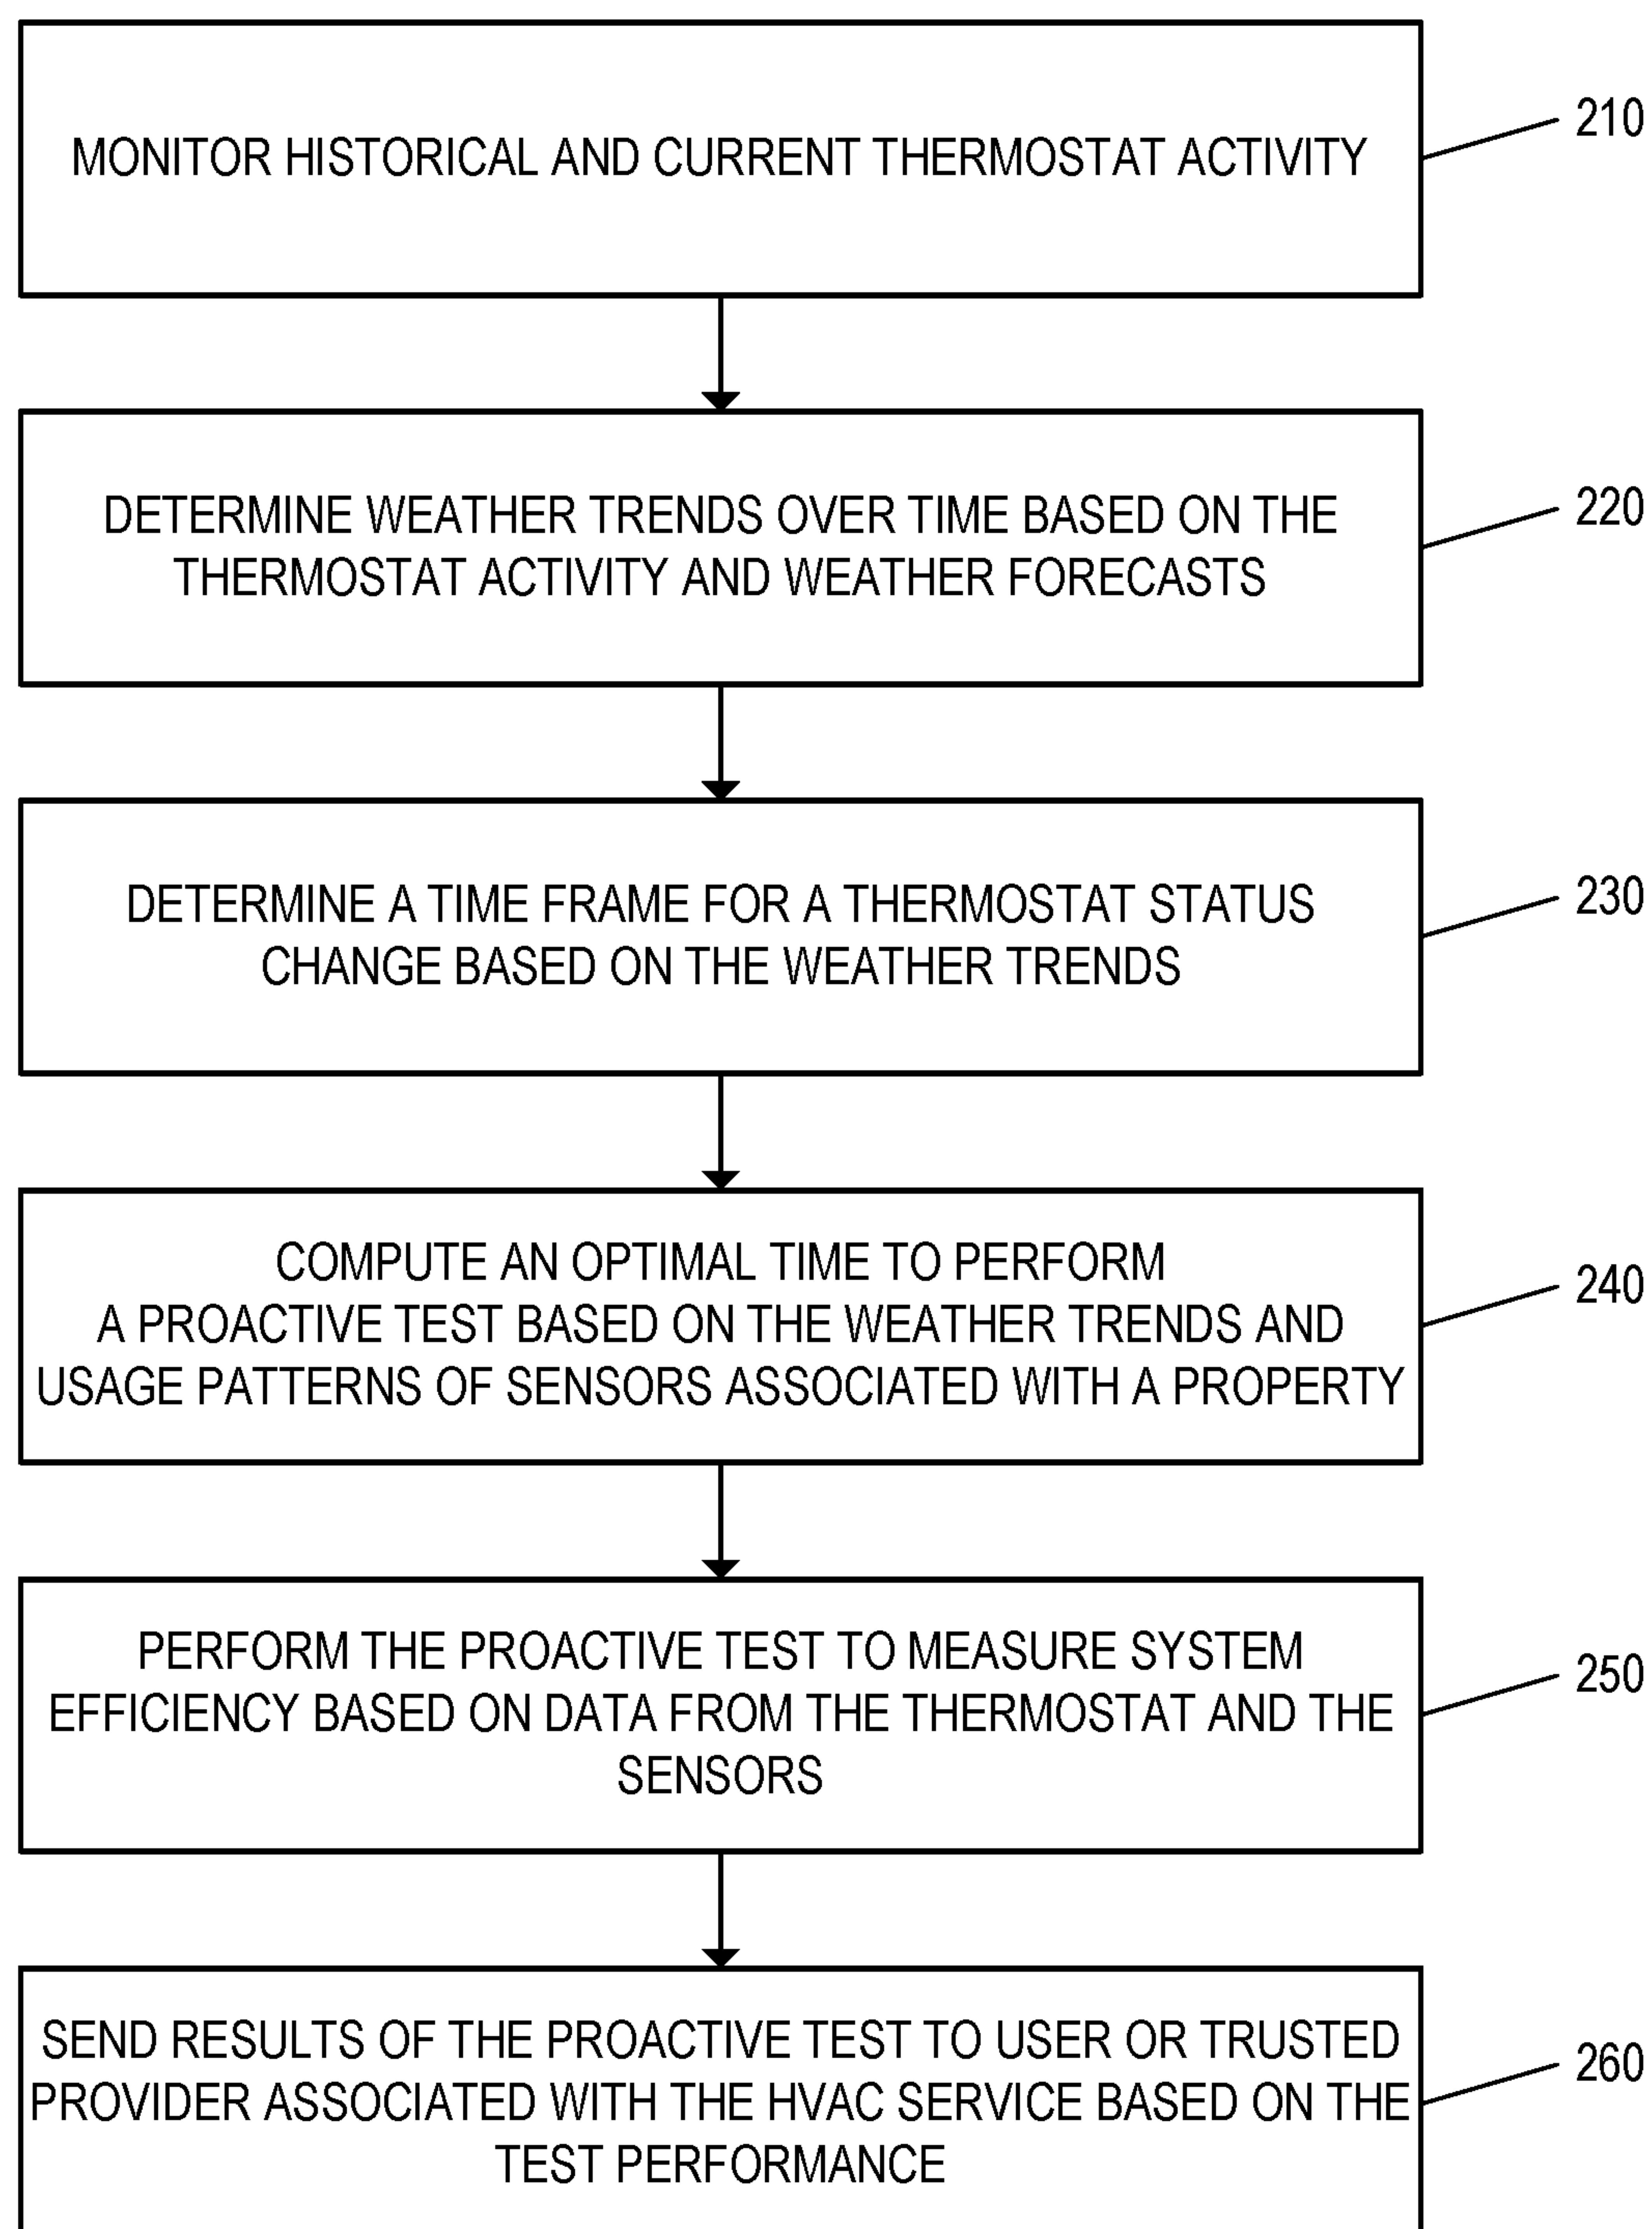 MONITOR HISTORICAL AND CURRENT THERMOSTAT ACTIVITY
210
DETERMINE WEATHER TRENDS OVER TIME BASED ON THE
THERMOSTAT ACTIVITY AND WEATHER FORECASTS
220
DETERMINE A TIME FRAME FOR A THERMOSTAT STATUS
CHANGE BASED ON THE WEATHER TRENDS
230
COMPUTE AN OPTIMAL TIME TO PERFORM
A PROACTIVE TEST BASED ON THE WEATHER TRENDS AND
USAGE PATTERNS OF SENSORS ASSOCIATED WITH A PROPERTY
240
PERFORM THE PROACTIVE TEST TO MEASURE SYSTEM
EFFICIENCY BASED ON DATA FROM THE THERMOSTAT AND THE
SENSORS
250
SEND RESULTS OF THE PROACTIVE TEST TO USER OR TRUSTED
PROVIDER ASSOCIATED WITH THE HVAC SERVICE BASED ON THE
TEST PERFORMANCE
260